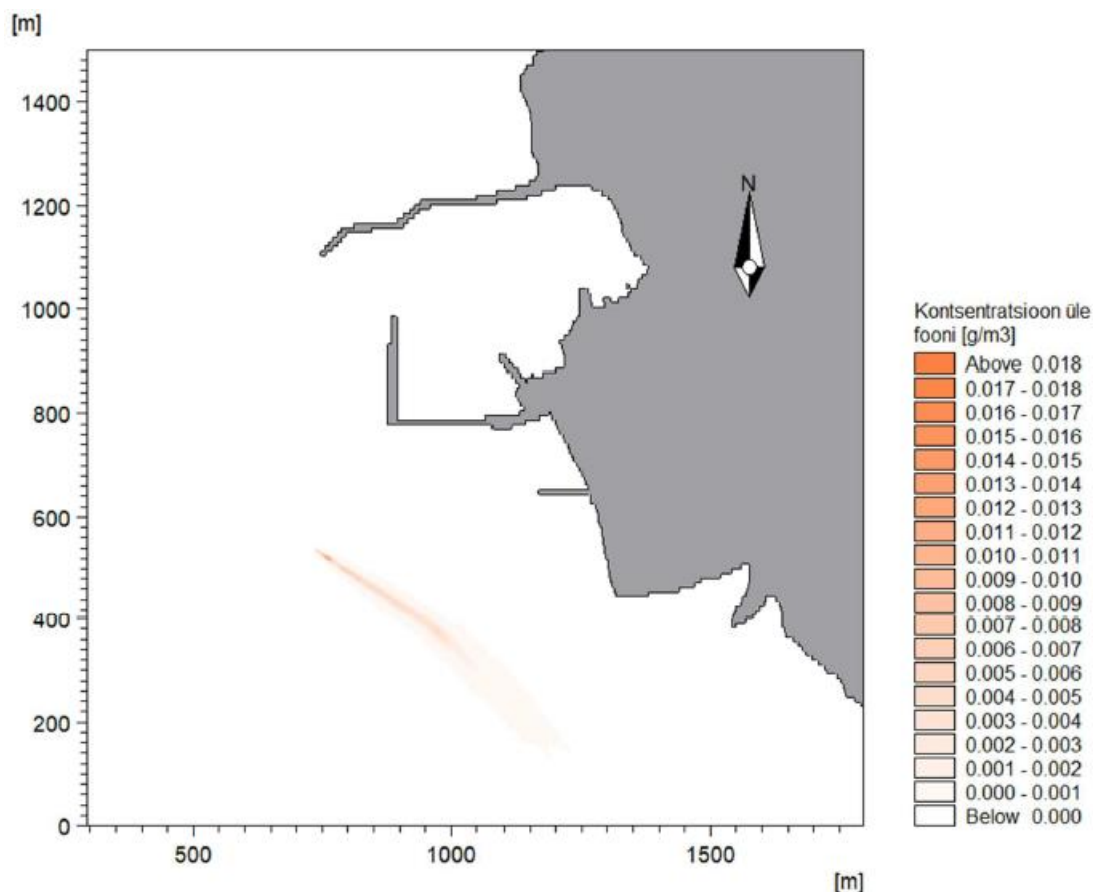 [m]
1400
1200
1000
800
600
400
200
0
500
1000
1500
[m]
N
Kontsentratsioon üle
fooni [g/m3]
Above 0.018
0.017 - 0.018
0.016 - 0.017
0.015 - 0.016
0.014 - 0.015
0.013 - 0.014
0.012 - 0.013
0.011 - 0.012
0.010 - 0.011
0.009 - 0.010
0.008 - 0.009
0.007 - 0.008
0.006 - 0.007
0.005 - 0.006
0.004 - 0.005
0.003 - 0.004
0.002 - 0.003
0.001 - 0.002
0.000 - 0.001
Below 0.000